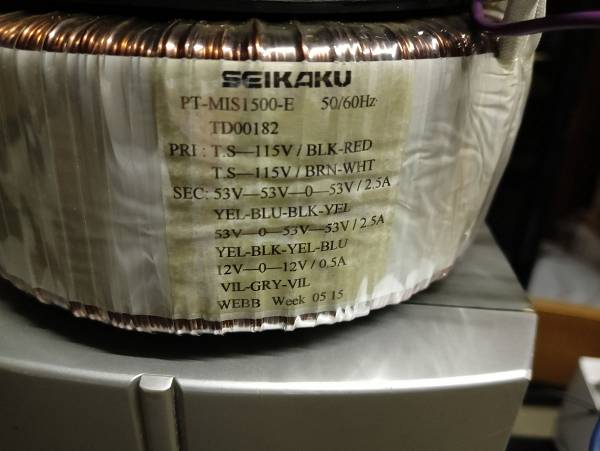 SEIKAKU
PT-MIS1500-E 50/60Hz
TD00182
PRI : T.S—115V / BLK-RED
T.S—115V / BRN-WHT
SEC: 53V—53V—0—53V / 2.5A
YEL-BLU-BLK-YEL
53V—0—53V—53V / 2.5A
YEL-BLK-YEL-BLU
12V—0—12V / 0.5A
VIL-GRY-VIL
WEBB Week 05 15